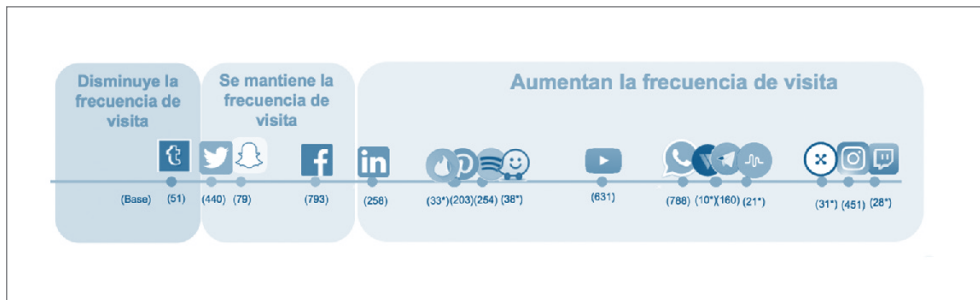 Disminuye la
frecuencia de
visita
Se mantiene la
frecuencia de
visita
Aumentan la frecuencia de visita
(Base) (51) (440) (79) (793) (258) (33*) (203) (254) (38*) (631) (788) (10*) (160) (21*) (31*) (451) (28*)